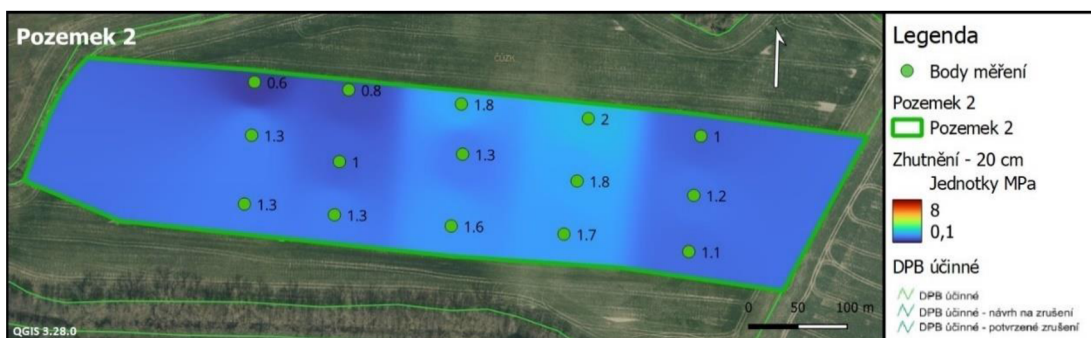 Pozemek 2
0.6
0.8
1.8
2
1
1.3
1
1.3
1.8
1.2
1.3
1.3
1.6
1.7
1.1
0 50 100 m
QGIS 3.28.0
Legenda
Body měření
Pozemek 2
Pozemek 2
Zhutnění - 20 cm
Jednotky MPa
8
0,1
DPB účinné
DPB účinné
DPB účinné - návrh na zrušení
DPB účinné - potvrzené zrušení